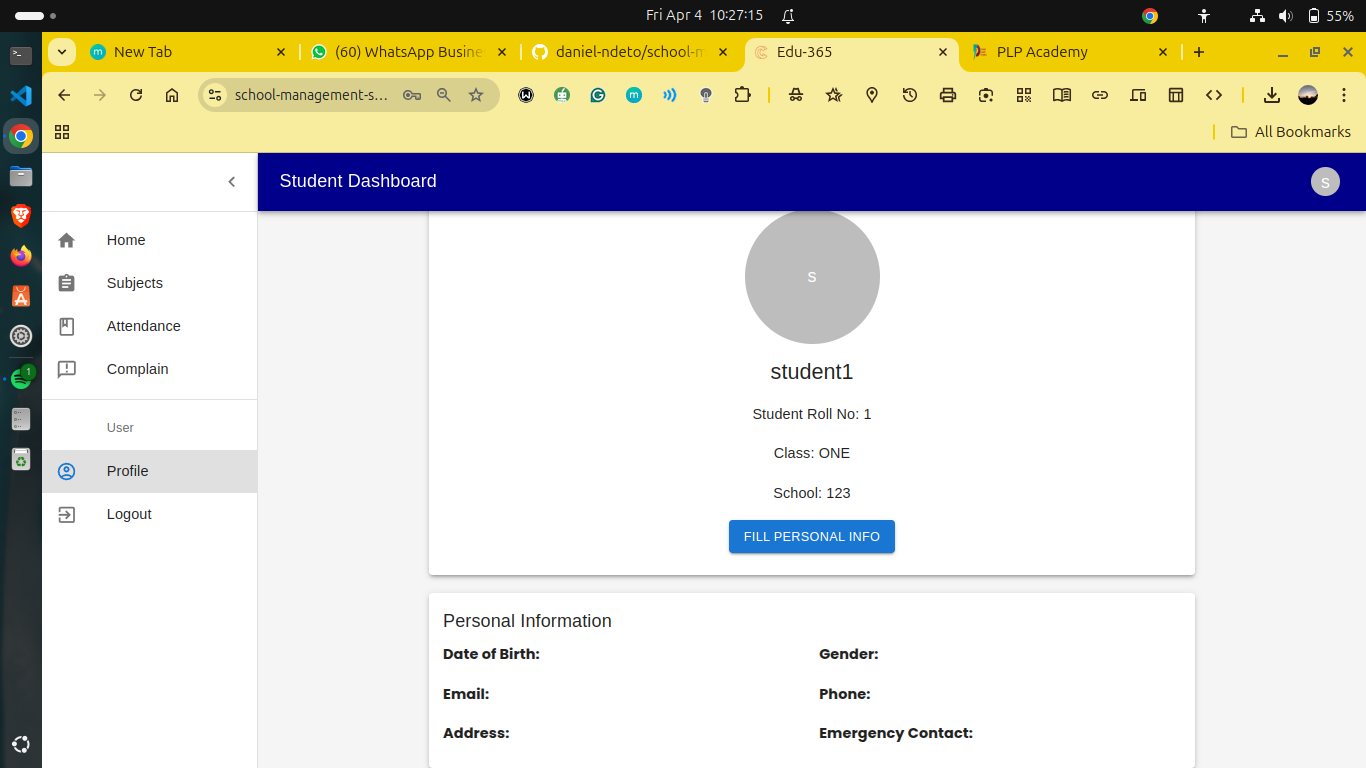 Fri Apr 4 10:27:15
55%
New Tab
(60) WhatsApp Busine
daniel-ndeto/school-m
Edu-365
PLP Academy
school-management-s...
All Bookmarks
Student Dashboard
S
Home
Subjects
Attendance
Complain
User
Profile
Logout
1
S
student1
Student Roll No: 1
Class: ONE
School: 123
FILL PERSONAL INFO
Personal Information
Date of Birth:
Gender:
Email:
Phone:
Address:
Emergency Contact: